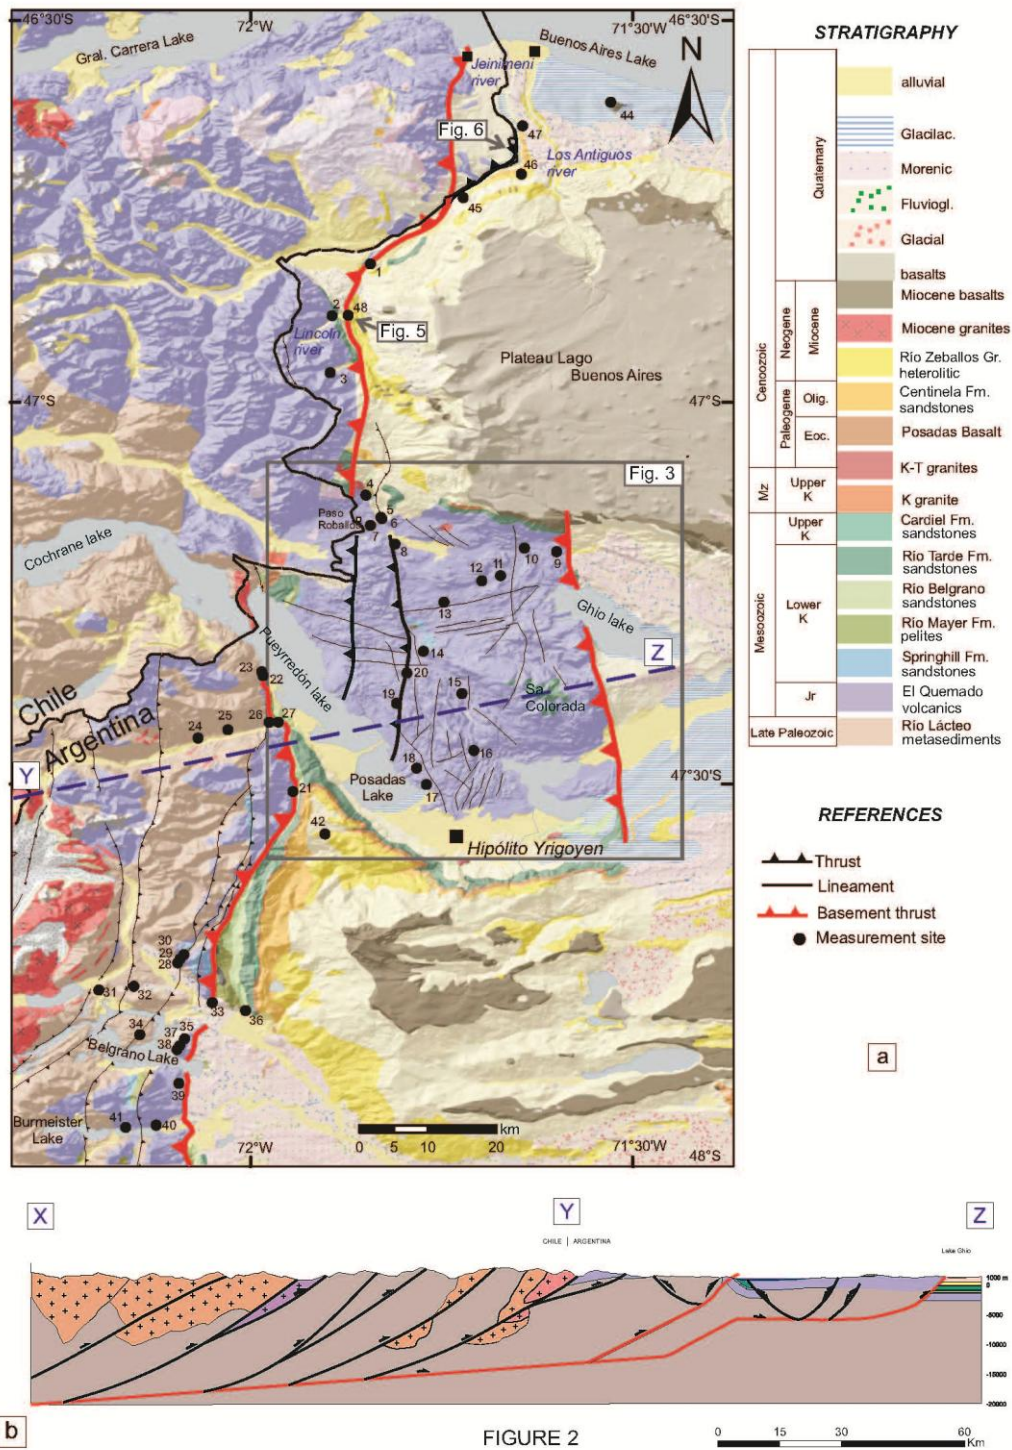 46°30'S
72°W
71°30'W
46°30'S
STRATIGRAPHY
Gral. Carrera Lake
Buenos Aires Lake
N
Jeinimeni
river
44
Fig. 6
47
Los Antiguos
river
46
45
1
2
48
Lincoln
river
Fig. 5
3
Plateau Lago
Buenos Aires
47°S
47°S
Fig. 3
4
Paso
Roballos
5
6
7
8
9
10
11
12
13
Cochrane lake
Ghio lake
Pueyrredón lake
14
Z
23
22
20
15
Sa.
Colorada
19
Chile
Argentina
24
25
26
27
16
Y
18
17
Posadas
Lake
47°30'S
21
42
Hipólito Yrigoyen
30
29
28
31
32
33
36
34
35
37
38
Belgrano Lake
39
Burmeister
Lake
41
40
km
0
10
20
72°W
71°30'W
48°S
Cenoozoic
Quaternary
Neogene
Miocene
Paleogene
Olig.
Eoc.
Mz
Upper
K
Mesoozoic
Upper
K
Lower
K
Jr
Late Paleozoic
alluvial
Glacilac.
Morenic
Fluviogl.
Glacial
basalts
Miocene basalts
Miocene granites
Río Zeballos Gr.
heterolitic
Centinela Fm.
sandstones
Posadas Basalt
K-T granites
K granite
Cardiel Fm.
sandstones
Río Tarde Fm.
sandstones
Río Belgrano
sandstones
Río Mayer Fm.
pelites
Springhill Fm.
sandstones
El Quemado
volcanics
Río Lácteo
metasediments
REFERENCES
Thrust
Lineament
Basement thrust
Measurement site
a
X
Y
Z
CHILE | ARGENTINA
Lake Ghio
1000 m
0
-5000
-10000
-15000
-20000
b
FIGURE 2
0
15
30
60
Km